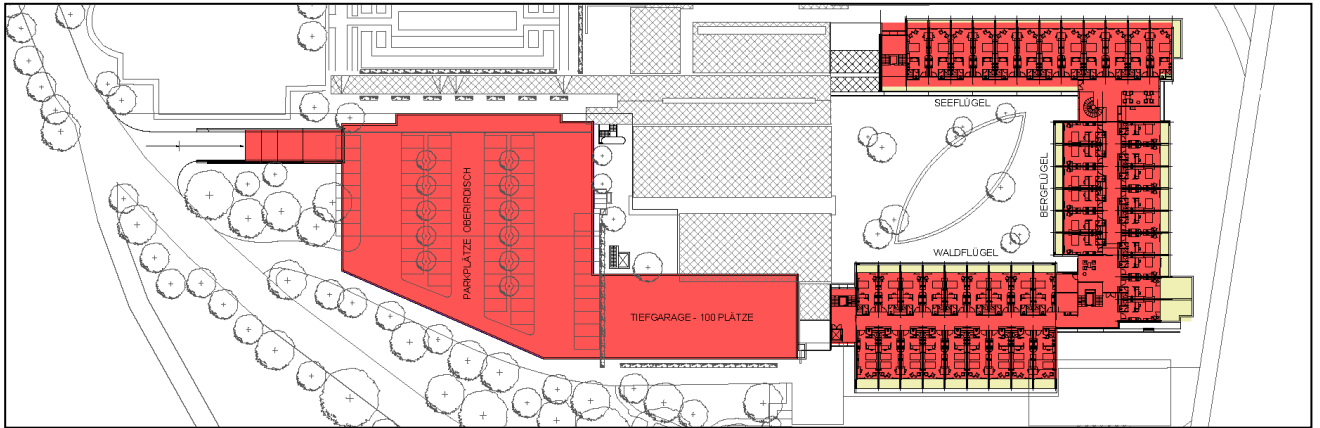 SEEFLÜGEL
BERGFLÜGEL
WALDFLÜGEL
PARKPLÄTZE OBERIRDISCH
TIEFGARAGE - 100 PLÄTZE